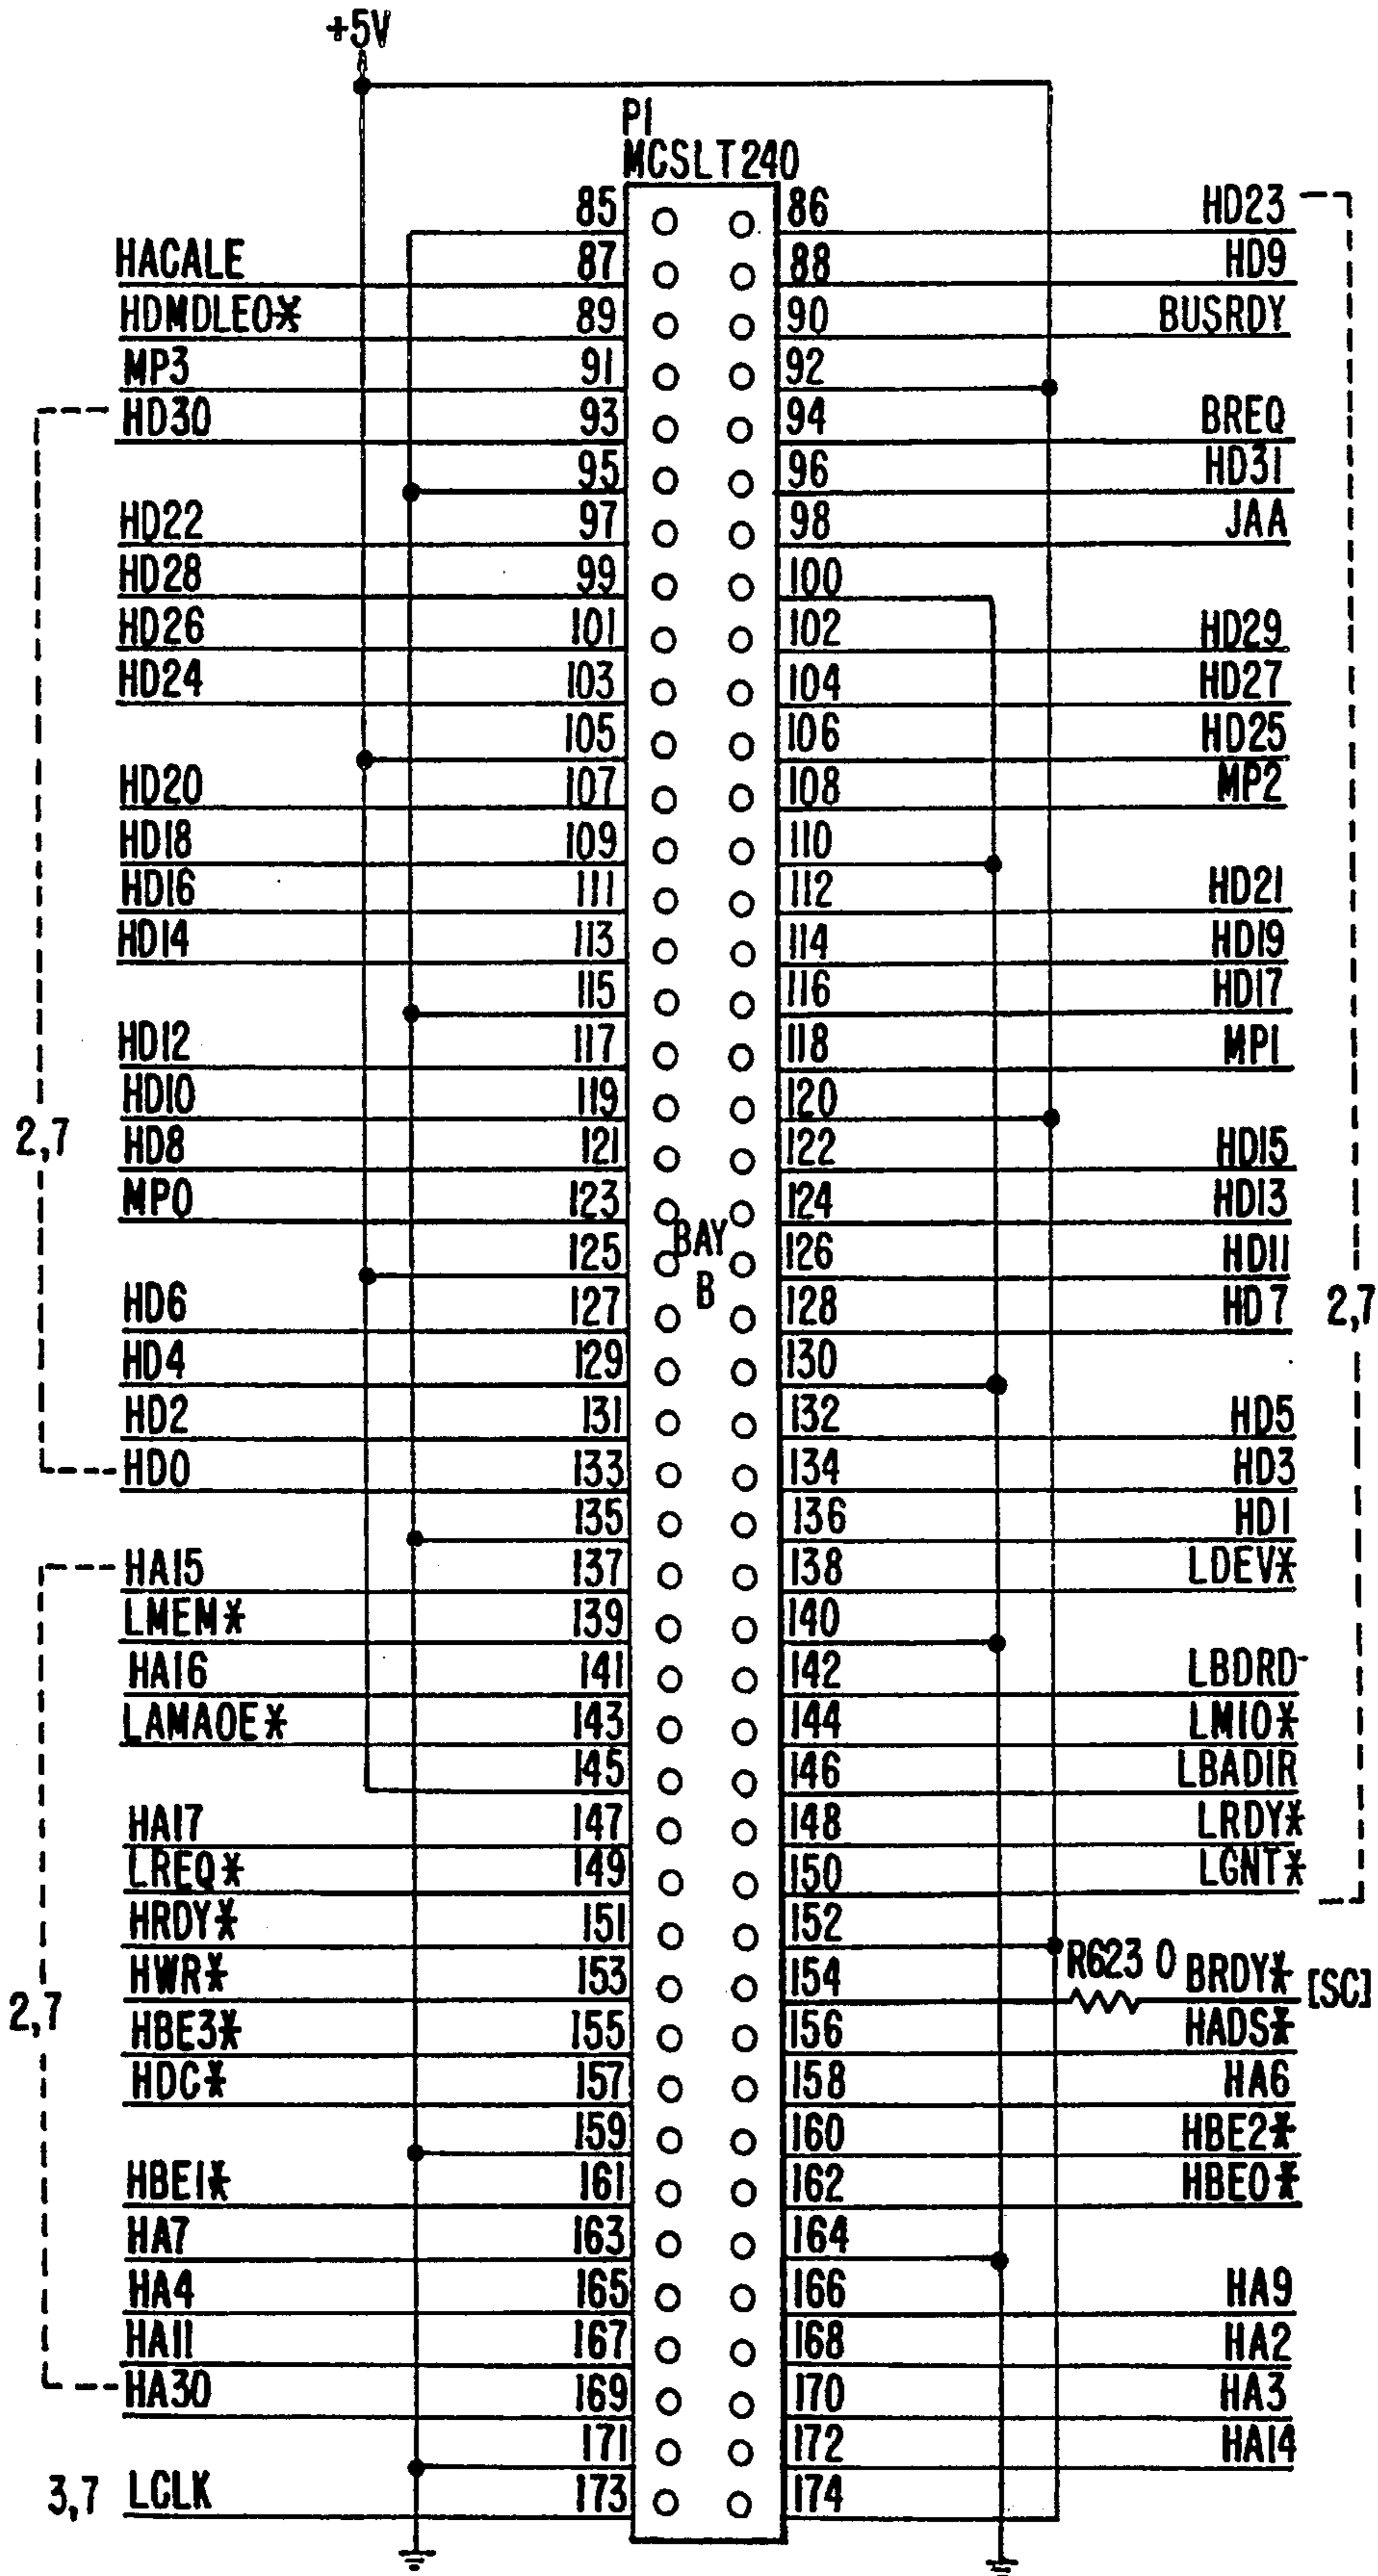 +5V
P1
MCSLT240
85 86 HD23
HACALE 87 88 HD9
HDMDLEO* 89 90 BUSRDY
MP3 91 92
HD30 93 94 BREQ
95 96 HD31
HD22 97 98 JAA
HD28 99 100
HD26 101 102 HD29
HD24 103 104 HD27
105 106 HD25
HD20 107 108 MP2
HD18 109 110
HD16 111 112 HD21
HD14 113 114 HD19
115 116 HD17
HD12 117 118 MP1
HD10 119 120
2,7 HD8 121 122 HD15
MP0 123 124 HD13
BAY
125 126 HD11
B
HD6 127 128 HD7 2,7
HD4 129 130
HD2 131 132 HD5
HD0 133 134 HD3
135 136 HD1
HA15 137 138 LDEV*
LMEM* 139 140
HA16 141 142 LBDRD-
LAMAOE* 143 144 LMIO*
145 146 LBADIR
HA17 147 148 LRDY*
LREQ* 149 150 LGNT*
HRDY* 151 152
HWR* 153 154 R623 0 BRDY* [SC]
2,7 HBE3* 155 156 HADS*
HDC* 157 158 HA6
159 160 HBE2*
HBE1* 161 162 HBE0*
HA7 163 164
HA4 165 166 HA9
HA11 167 168 HA2
HA30 169 170 HA3
171 172 HA14
3,7 LCLK 173 174